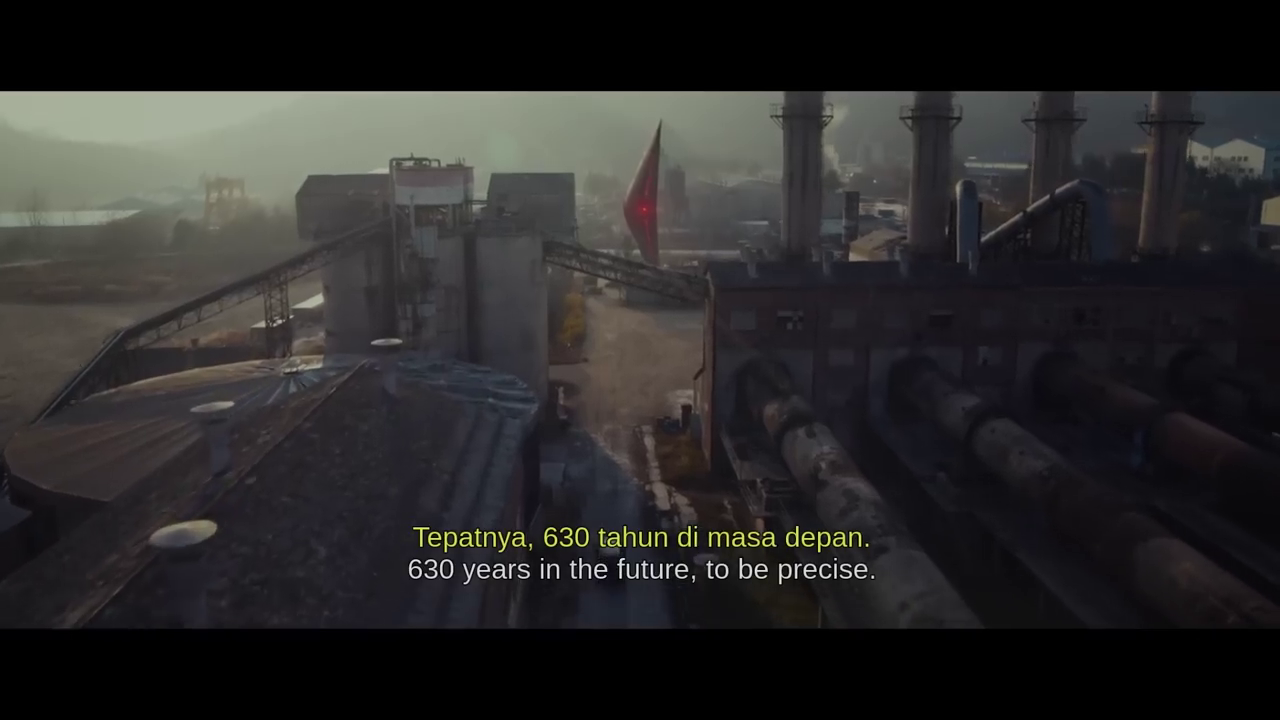 Tepatnya, 630 tahun di masa depan.
630 years in the future, to be precise.